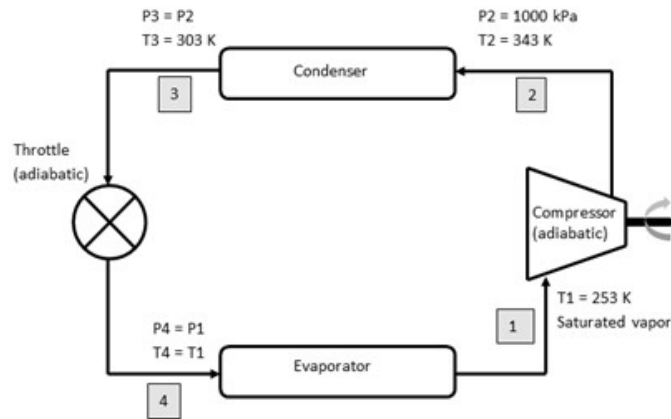 P3 = P2
T3 = 303 K
P2 = 1000 kPa
T2 = 343 K
Condenser
3
2
Throttle
(adiabatic)
Compressor
(adiabatic)
T1 = 253 K
Saturated vapor
1
P4 = P1
T4 = T1
Evaporator
4